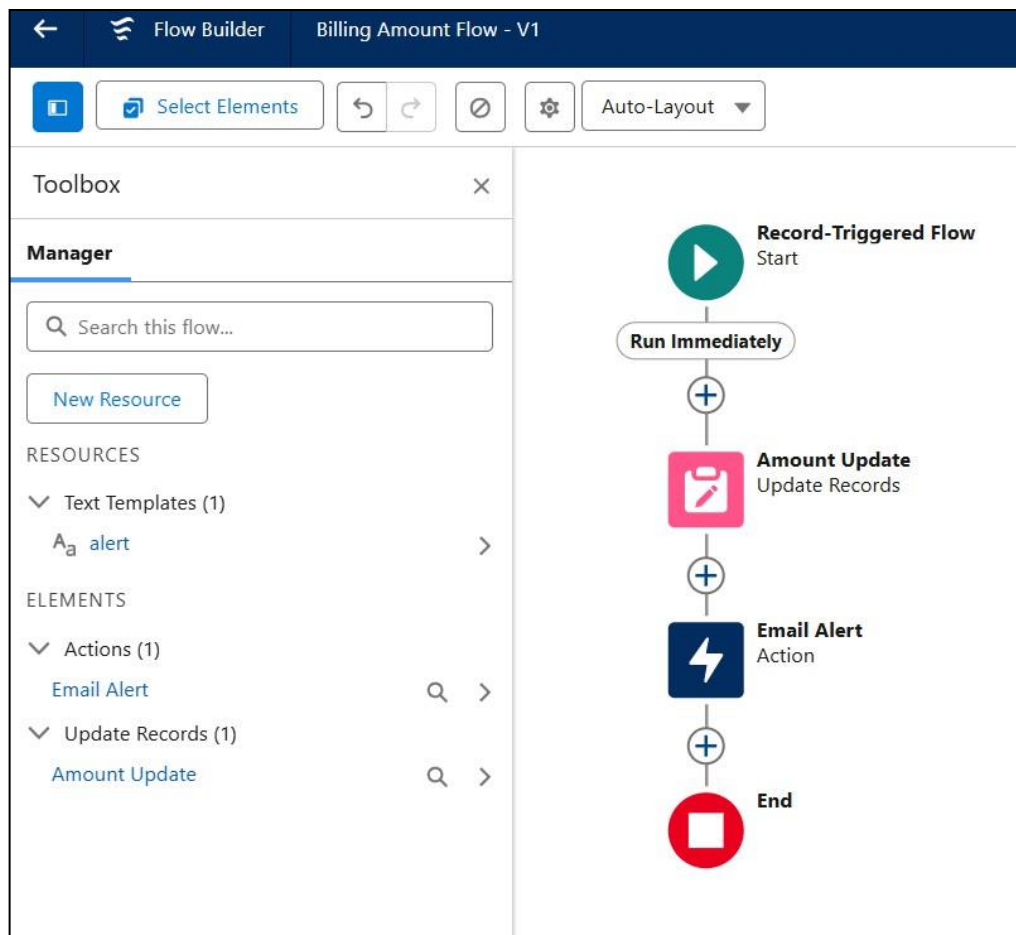 Flow Builder Billing Amount Flow - V1
Select Elements Auto-Layout
Toolbox
Manager
Search this flow...
New Resource
RESOURCES
Text Templates (1)
Aa alert
ELEMENTS
Actions (1)
Email Alert
Update Records (1)
Amount Update
Record-Triggered Flow
Start
Run Immediately
Amount Update
Update Records
Email Alert
Action
End